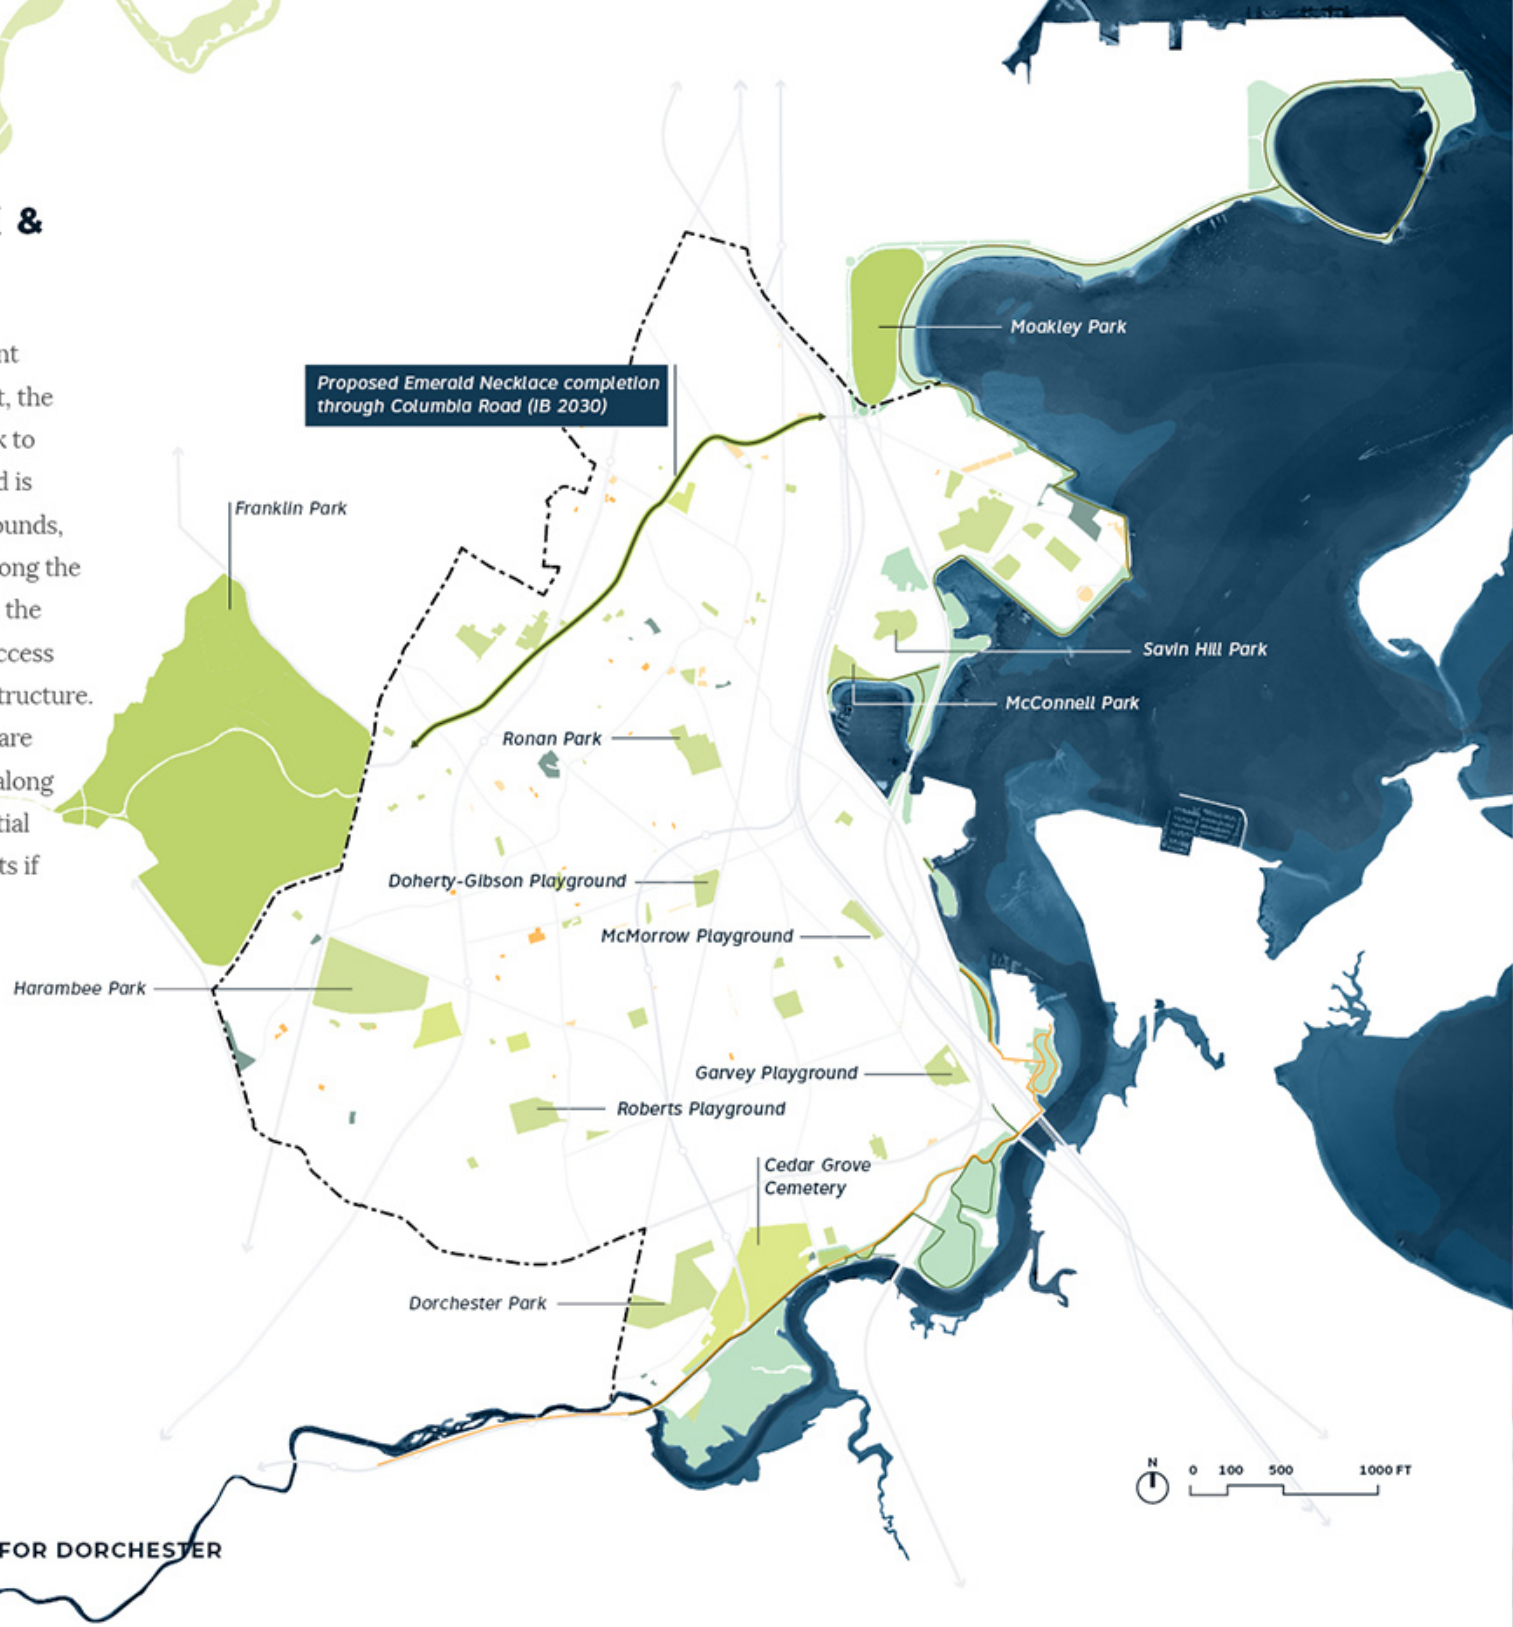 &
nt
t, the
k to
d is
ounds,
ong the
the
ccess
tructure.
are
along
tial
ts if
Moakley Park
Proposed Emerald Necklace completion
through Columbia Road (IB 2030)
Franklin Park
Savin Hill Park
McConnell Park
Ronan Park
Doherty-Gibson Playground
McMorrow Playground
Harambee Park
Garvey Playground
Roberts Playground
Cedar Grove
Cemetery
Dorchester Park
N
0 100 500 1000 FT
FOR DORCHESTER